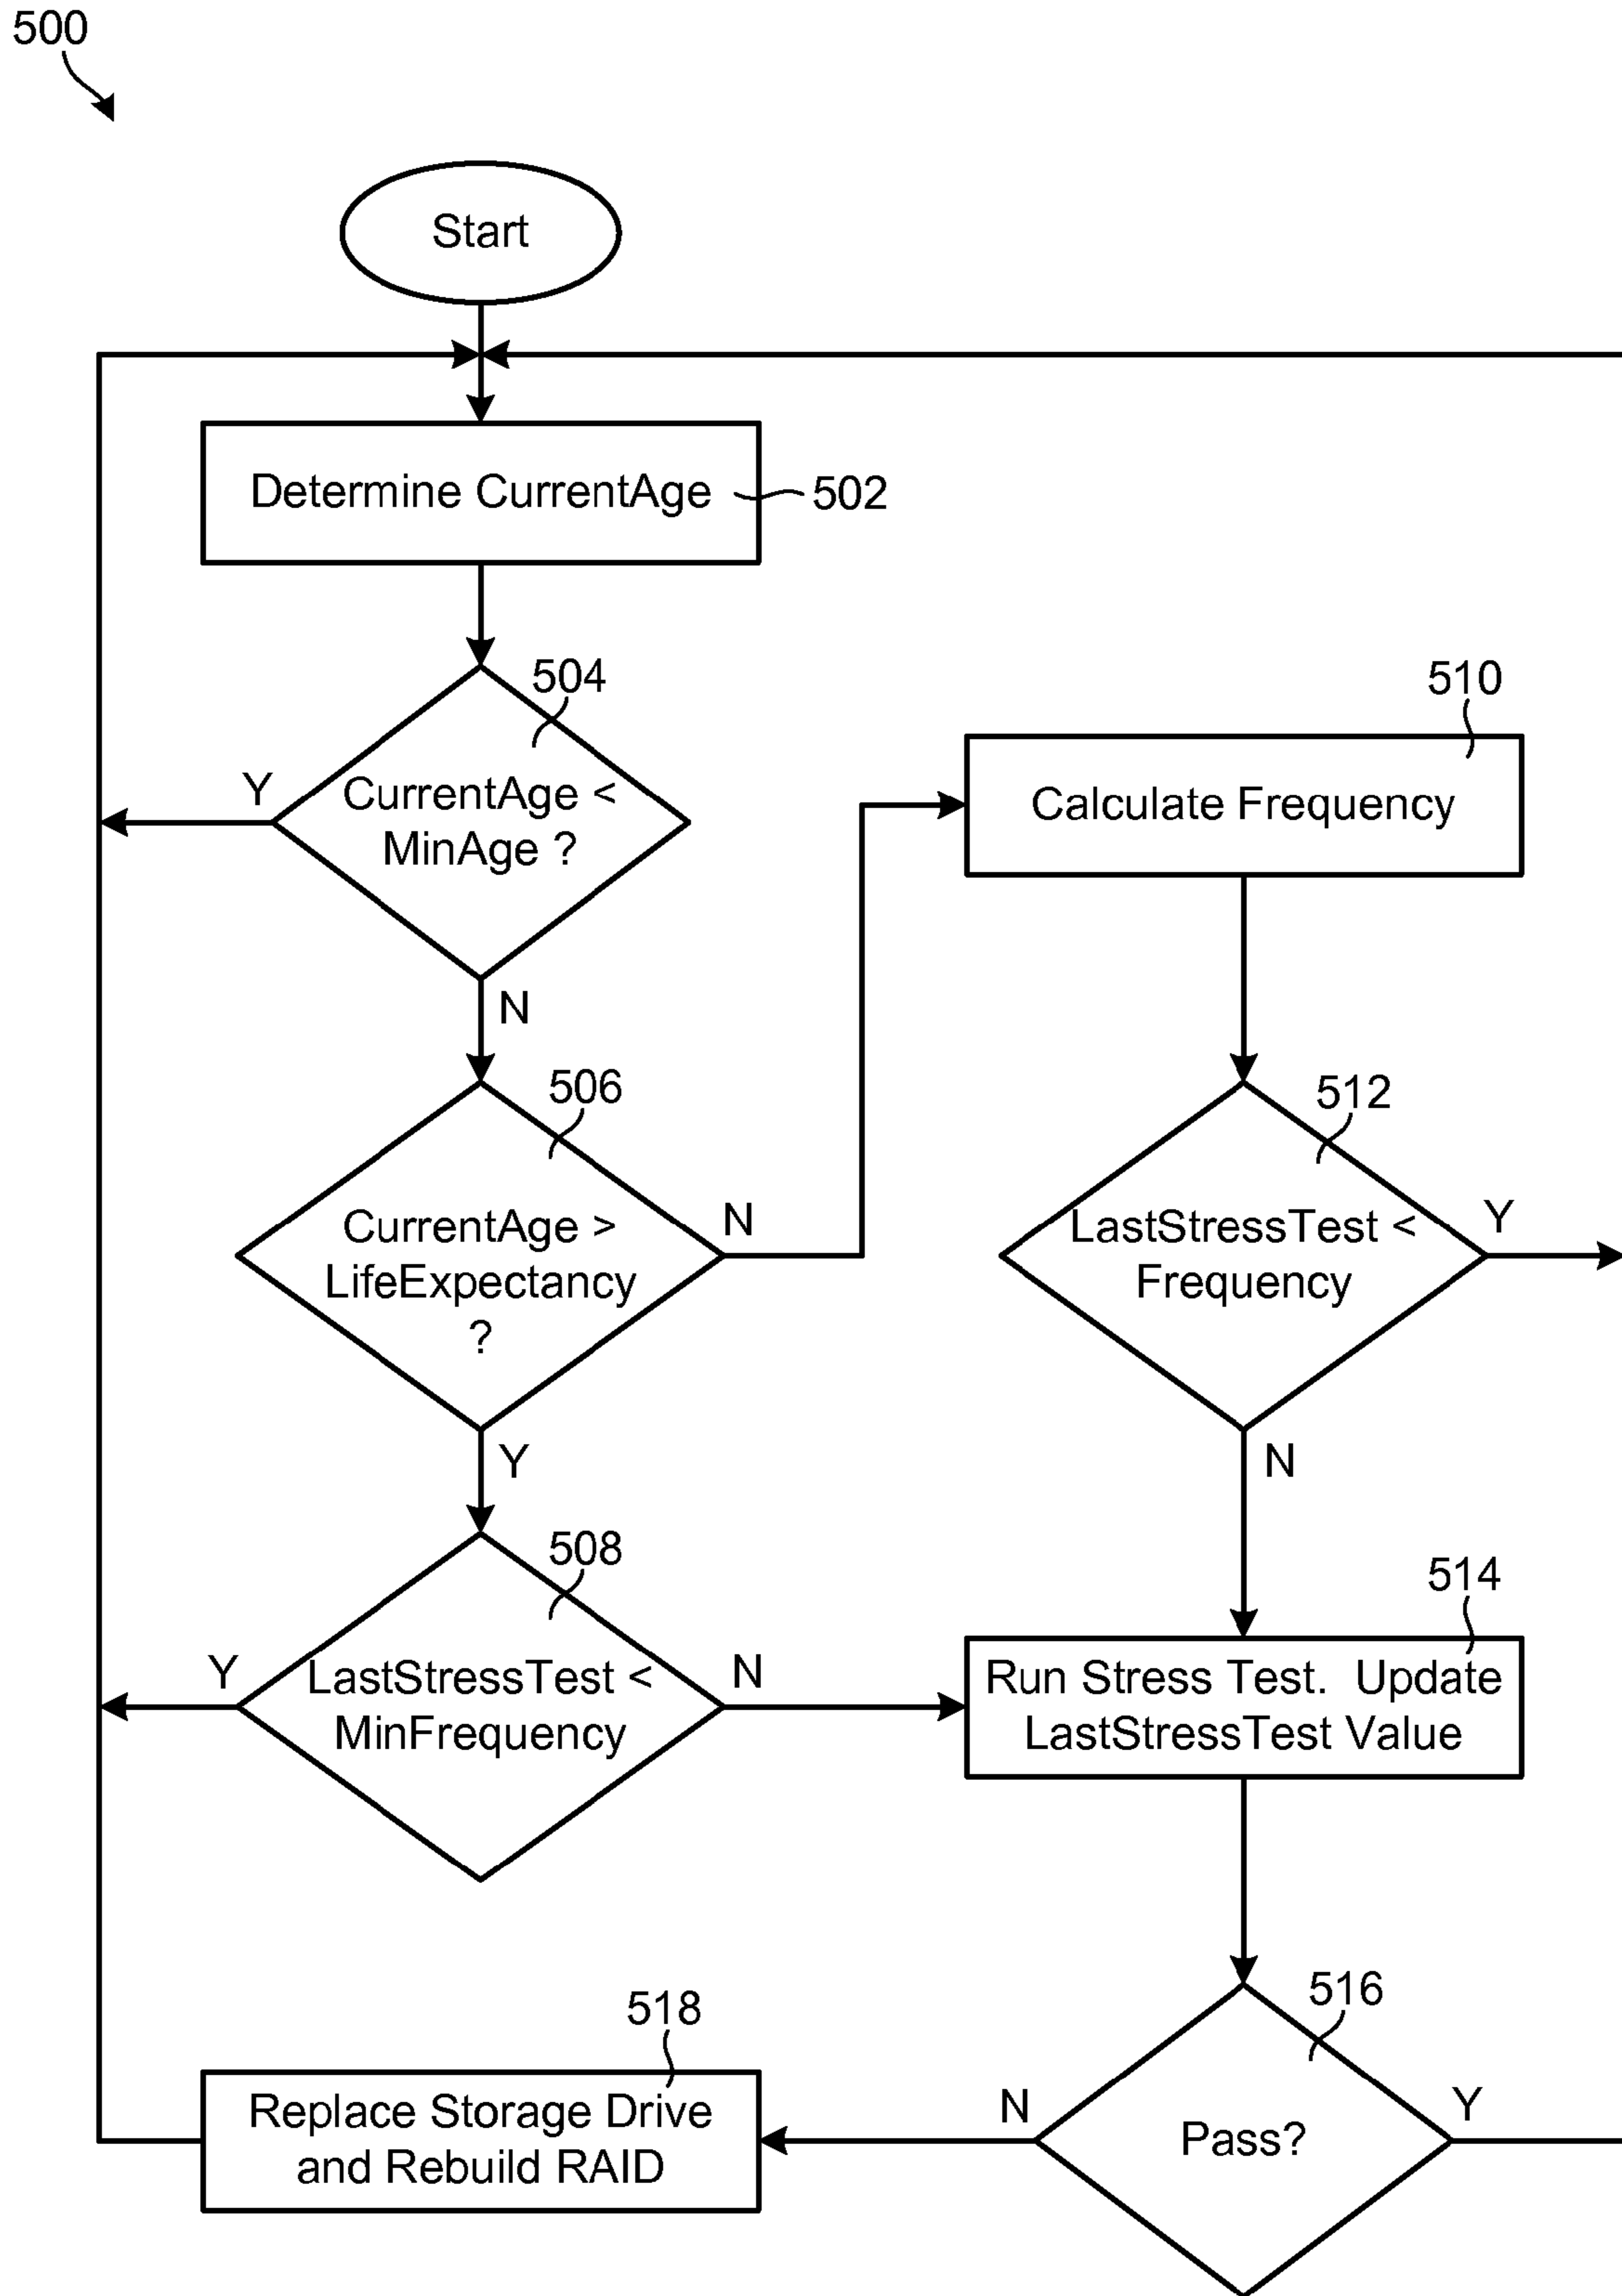 500
Start
Determine CurrentAge
502
504
CurrentAge <
MinAge ?
Y
N
506
CurrentAge >
LifeExpectancy
?
N
Y
508
LastStressTest <
MinFrequency
Y
N
510
Calculate Frequency
512
LastStressTest <
Frequency
Y
N
514
Run Stress Test.  Update
LastStressTest Value
516
Pass?
N
Y
518
Replace Storage Drive
and Rebuild RAID